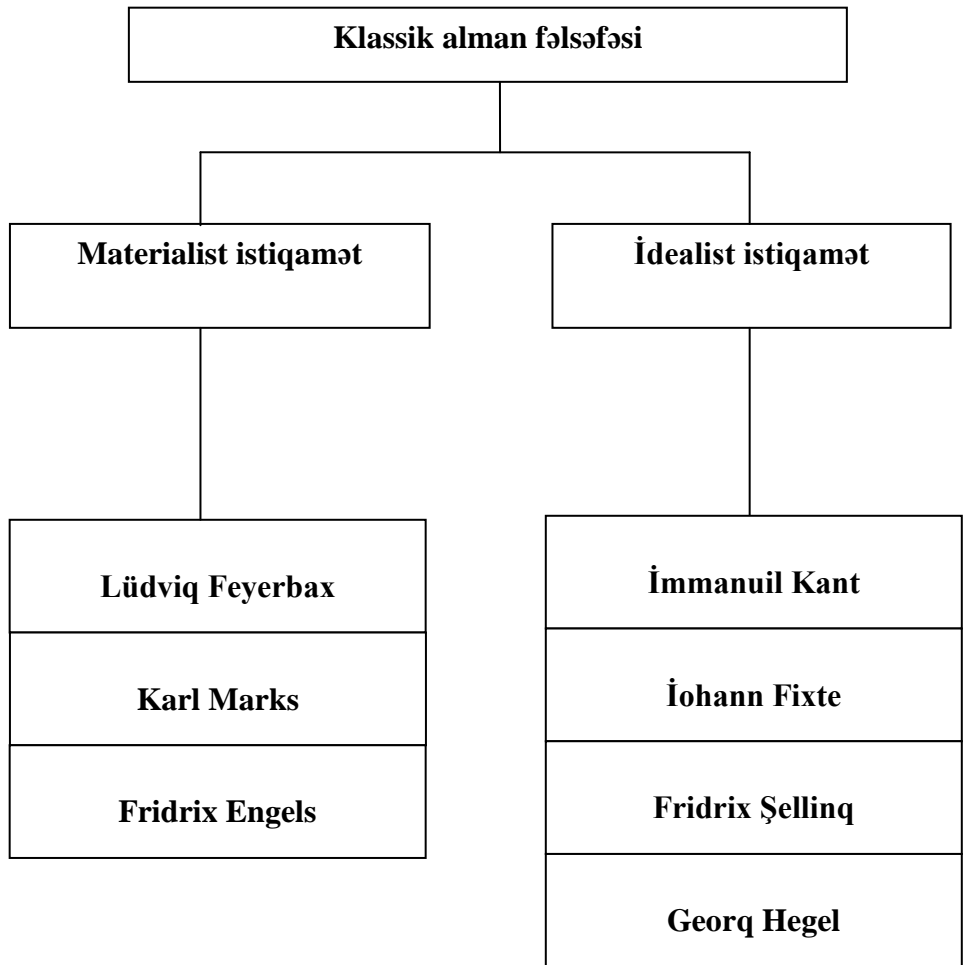 Klassik alman fəlsəfəsi
Materialist istiqamət
İdealist istiqamət
Lüdviq Feyerbax
Karl Marks
Fridrix Engels
İmmanuil Kant
İohann Fixte
Fridrix Şellinq
Georq Hegel